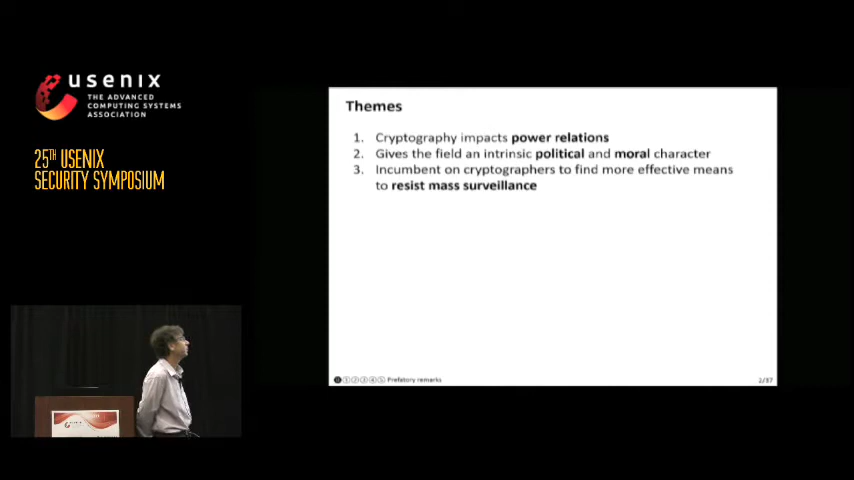 usenix
THE ADVANCED
COMPUTING SYSTEMS
ASSOCIATION
25TH USENIX
SECURITY SYMPOSIUM
Themes
1. Cryptography impacts power relations
2. Gives the field an intrinsic political and moral character
3. Incumbent on cryptographers to find more effective means
to resist mass surveillance
Prefatory remarks
2/37
usenix